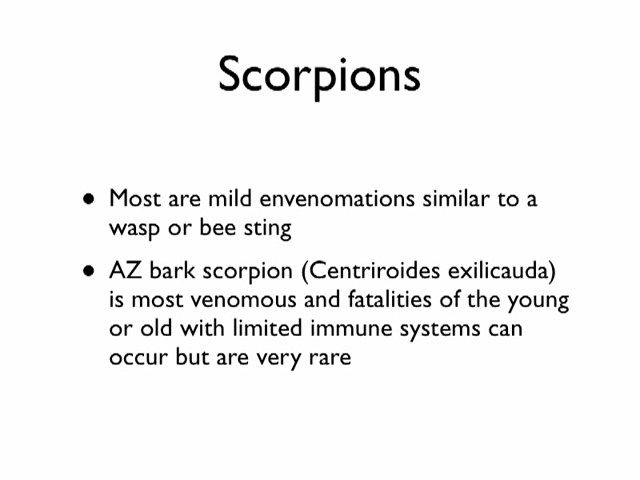 Scorpions
• Most are mild envenomations similar to a
wasp or bee sting
• AZ bark scorpion (Centriroides exilicauda)
is most venomous and fatalities of the young
or old with limited immune systems can
occur but are very rare